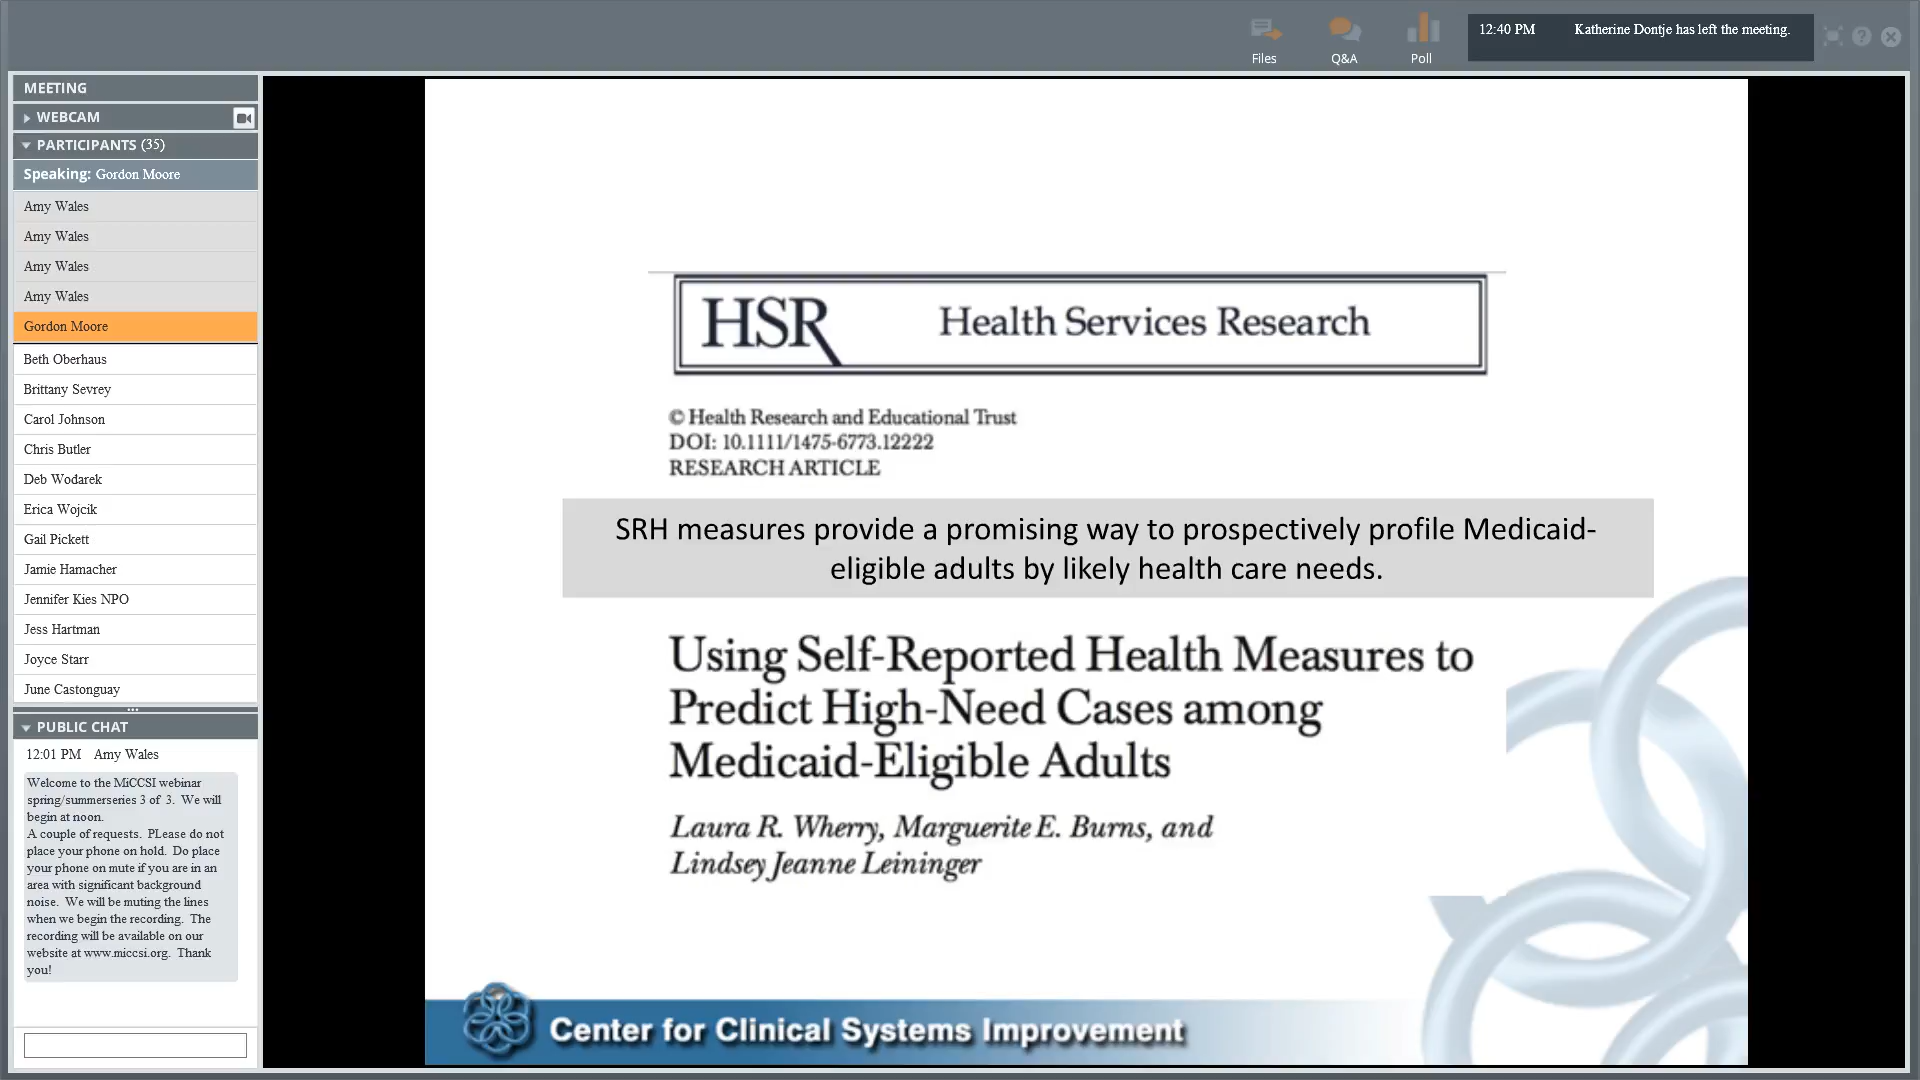 Files
Q&A
Poll
12:40 PM Katherine Dontje has left the meeting.
MEETING
WEBCAM
PARTICIPANTS (35)
Speaking: Gordon Moore
Amy Wales
Amy Wales
Amy Wales
Amy Wales
Gordon Moore
Beth Oberhaus
Brittany Sevrey
Carol Johnson
Chris Butler
Deb Wodarek
Erica Wojcik
Gail Pickett
Jamie Hamacher
Jennifer Kies NPO
Jess Hartman
Joyce Starr
June Castonguay
PUBLIC CHAT
12:01 PM Amy Wales
Welcome to the MiCCSI webinar
spring/summerseries 3 of 3. We will
begin at noon.
A couple of requests. PLease do not
place your phone on hold. Do place
your phone on mute if you are in an
area with significant background
noise. We will be muting the lines
when we begin the recording. The
recording will be available on our
website at www.miccsi.org. Thank
you!
HSR Health Services Research
© Health Research and Educational Trust
DOI: 10.1111/1475-6773.12222
RESEARCH ARTICLE
SRH measures provide a promising way to prospectively profile Medicaid-
eligible adults by likely health care needs.
Using Self-Reported Health Measures to
Predict High-Need Cases among
Medicaid-Eligible Adults
Laura R. Wherry, Marguerite E. Burns, and
Lindsey Jeanne Leininger
Center for Clinical Systems Improvement